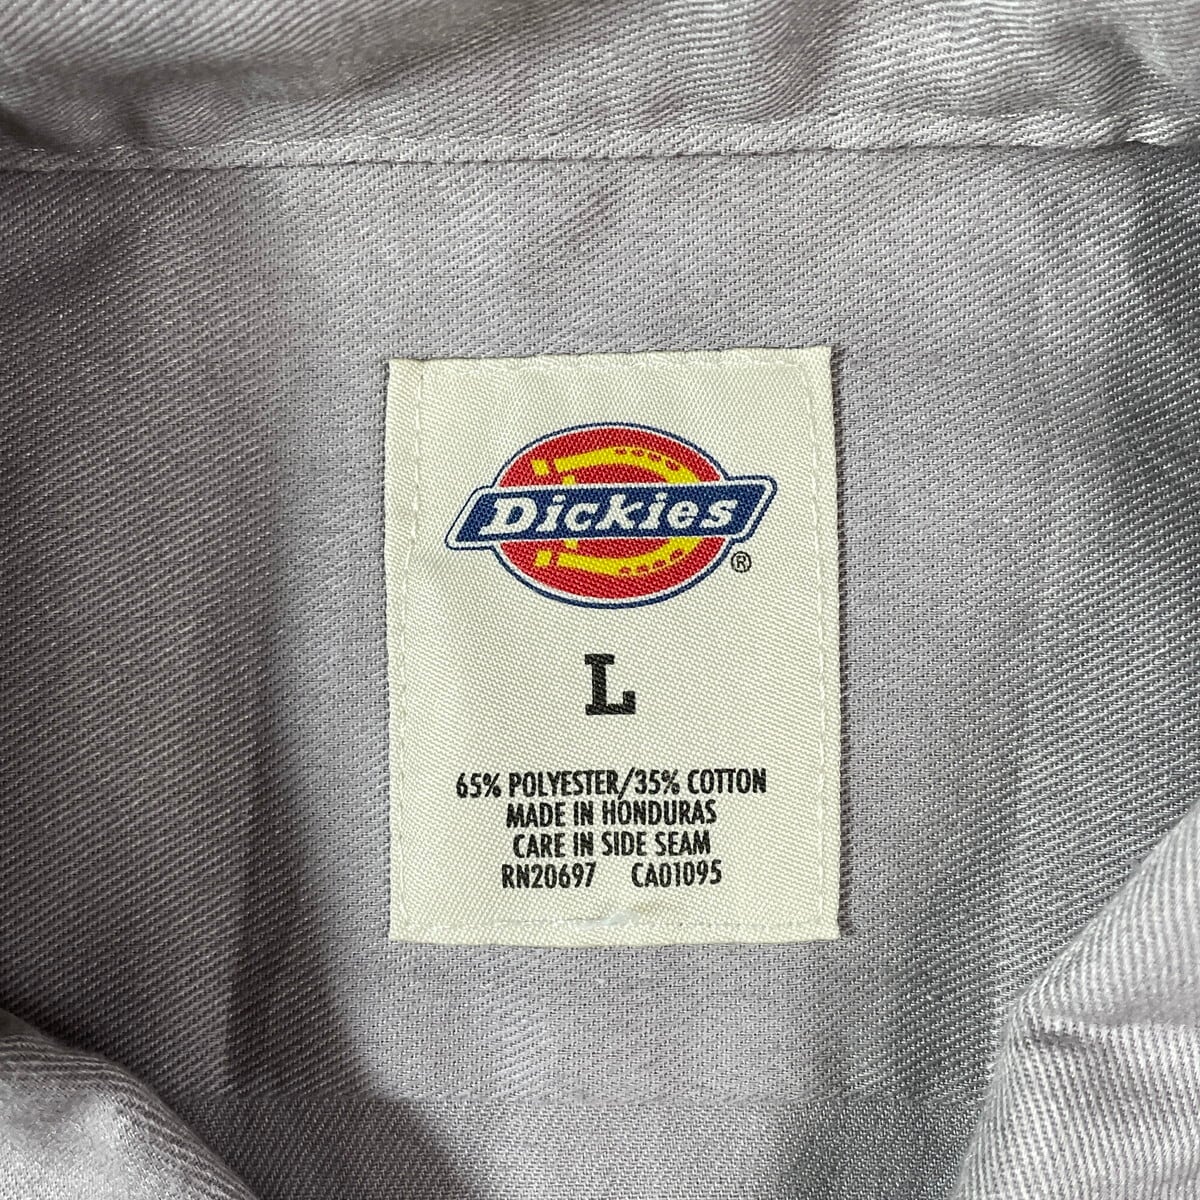 Dickies
®
L
65% POLYESTER/35% COTTON
MADE IN HONDURAS
CARE IN SIDE SEAM
RN20697 CA01095